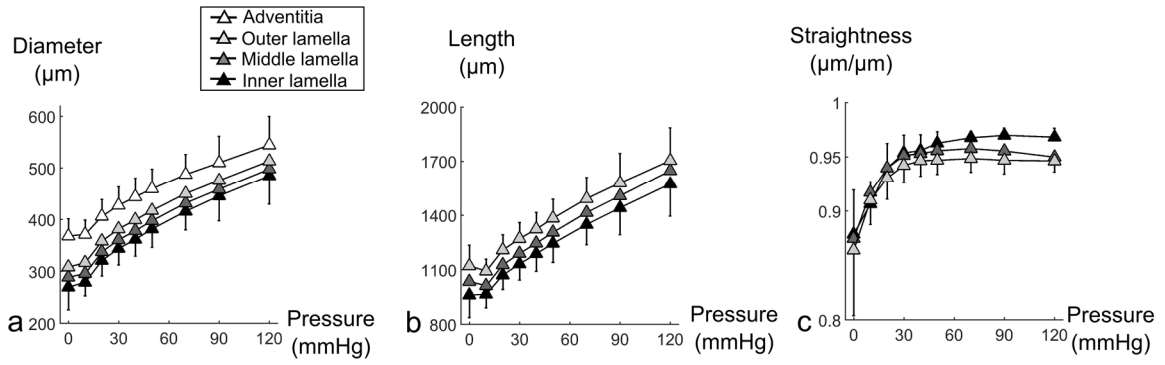 Adventitia
Outer lamella
Middle lamella
Inner lamella
Diameter
(µm)
600
500
400
300
200
0 30 60 90 120
Pressure
(mmHg)
a
Length
(µm)
2000
1700
1400
1100
800
0 30 60 90 120
Pressure
(mmHg)
b
Straightness
(µm/µm)
1
0.95
0.9
0.8
0 30 60 90 120
Pressure
(mmHg)
c